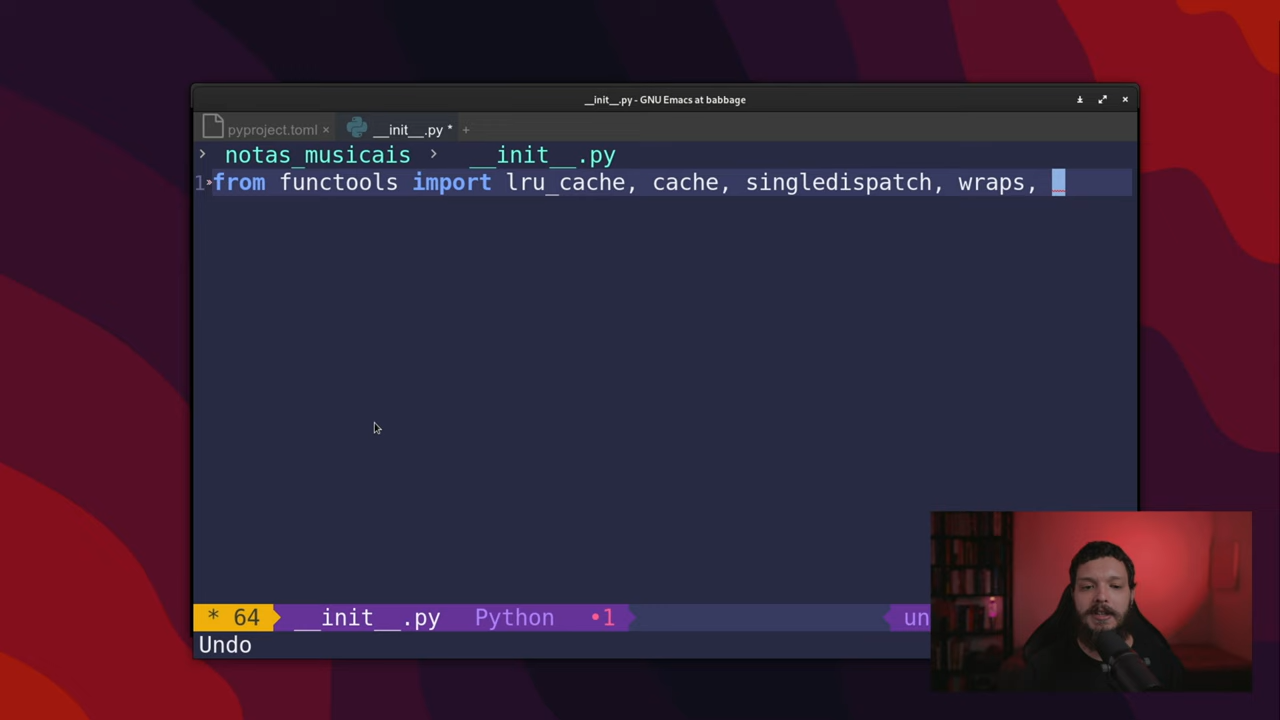 __init__.py - GNU Emacs at babbage
pyproject.toml × __init__.py * +
> notas_musicais > __init__.py
1 from functools import lru_cache, cache, singledispatch, wraps,
* 64 __init__.py Python •1 un
Undo